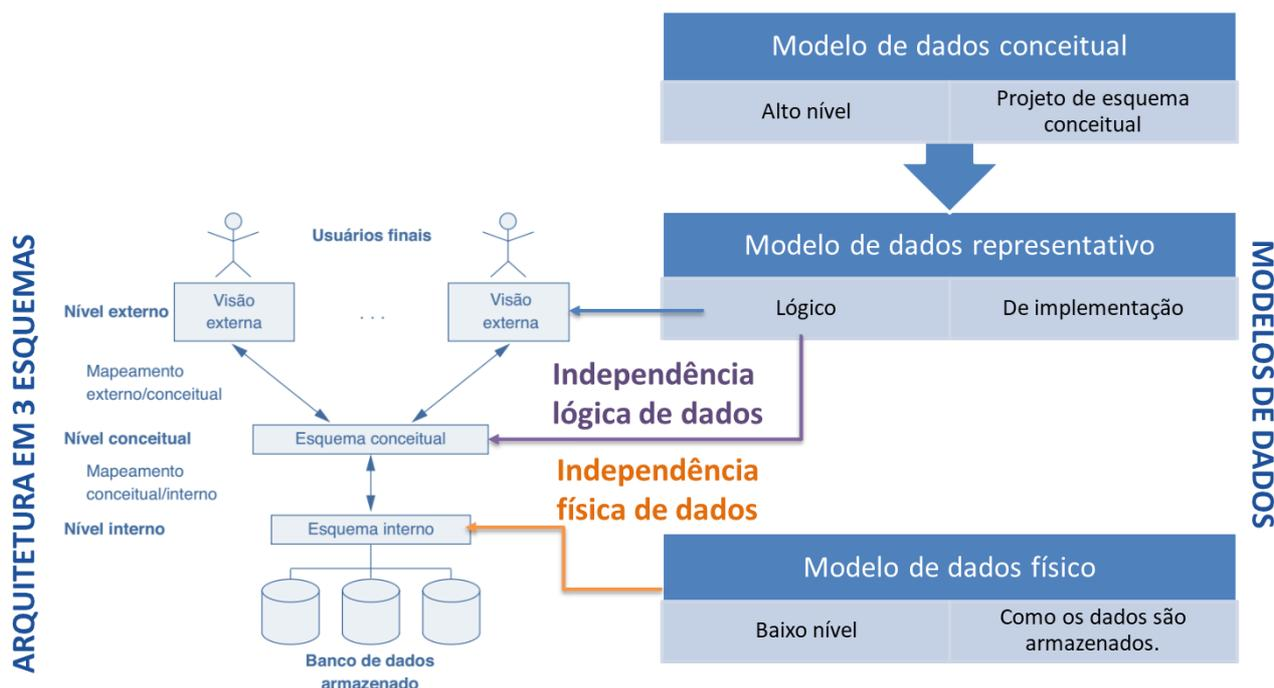 ARQUITETURA EM 3 ESQUEMAS
Usuários finais
Nível externo
Visão
externa
. . .
Visão
externa
Mapeamento
externo/conceitual
Nível conceitual
Esquema conceitual
Mapeamento
conceitual/interno
Nível interno
Esquema interno
Banco de dados
armazenado
Independência
lógica de dados
Independência
física de dados
Modelo de dados conceitual
Alto nível
Projeto de esquema
conceitual
Modelo de dados representativo
Lógico
De implementação
Modelo de dados físico
Baixo nível
Como os dados são
armazenados.
MODELOS DE DADOS